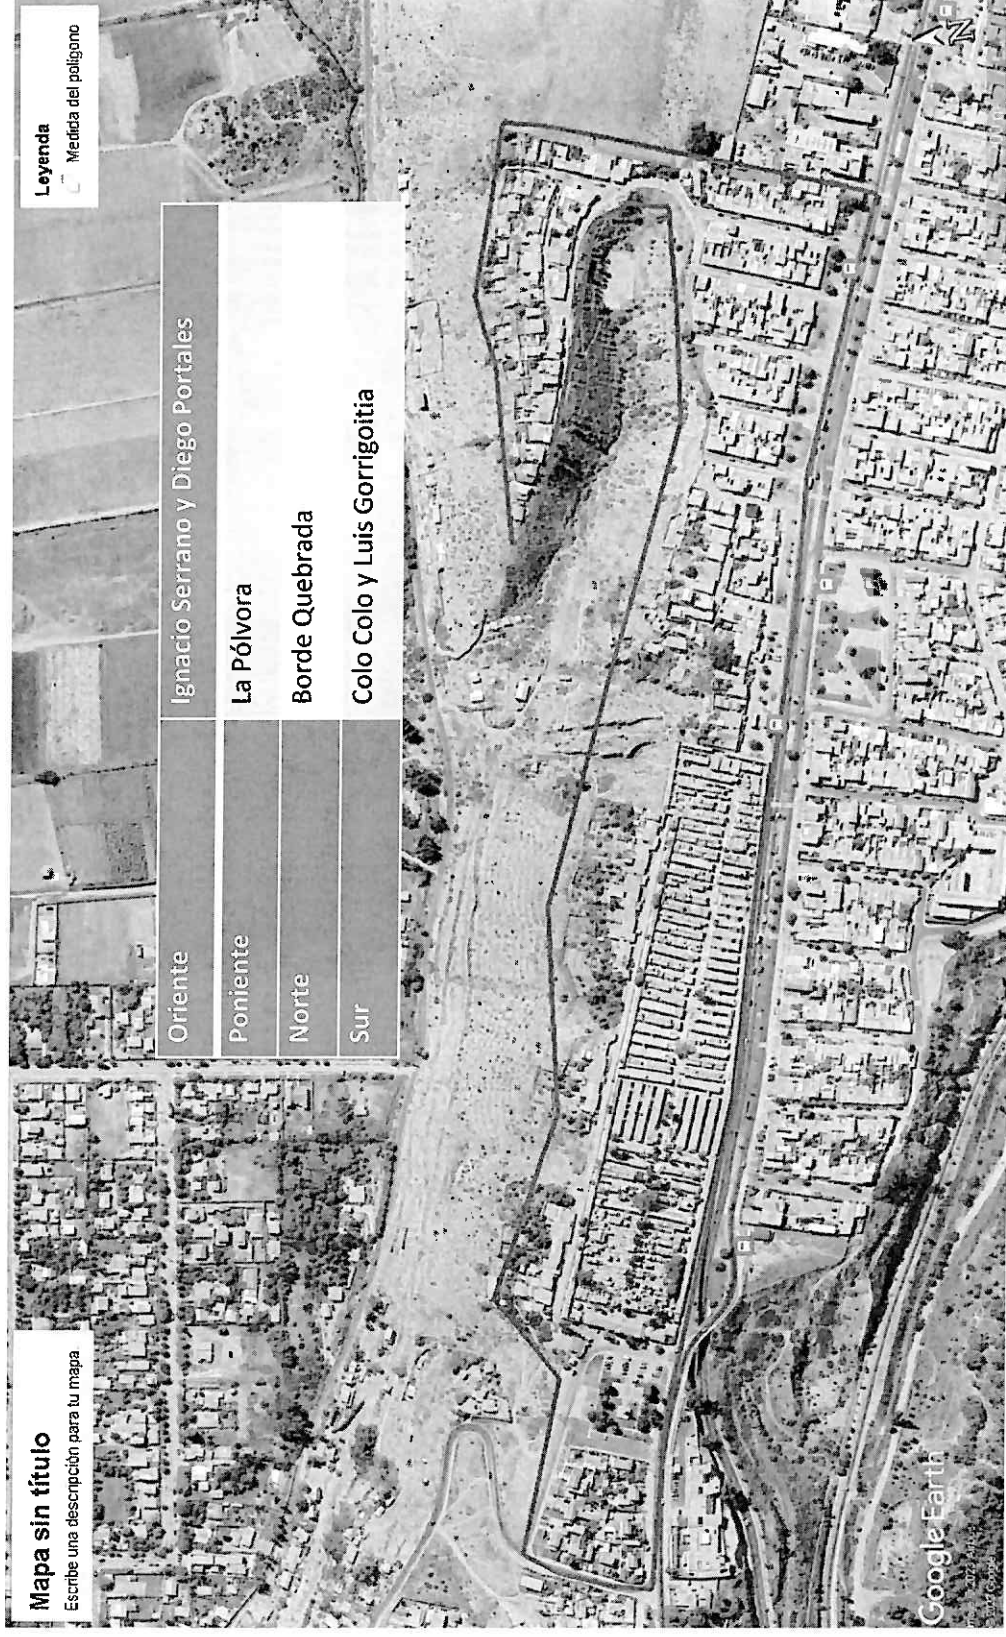 Mapa sin título
Escribe una descripción para tu mapa
Leyenda
Medida del polígono
Oriente Ignacio Serrano y Diego Portales
Poniente La Pólvora
Norte Borde Quebrada
Sur Colo Colo y Luis Gorrigoitia
Google Earth
N